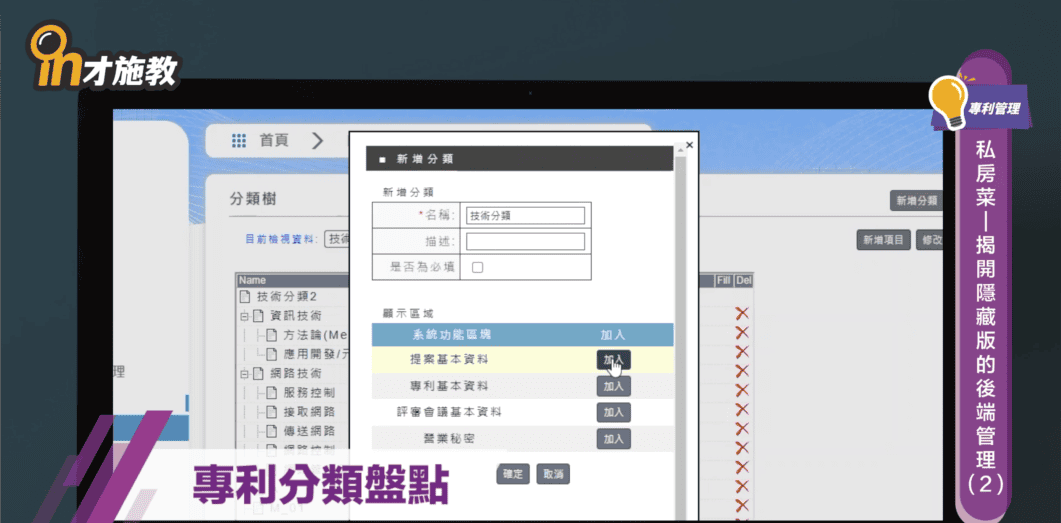 in才施教
專利管理
私房菜—揭開隱藏版的後端管理(2)
首頁
分類樹
新增分類
目前檢視資料:
新增項目
修改
Name
Fill Del
技術分類2
資訊技術
方法論(Me
應用開發/
網路技術
服務控制
接取網路
傳送網路
理
■ 新增分類
×
新增分類
*名稱: 技術分類
描述:
是否為必填
顯示區域
系統功能區塊 加入
提案基本資料 加入
專利基本資料 加入
評審會議基本資料 加入
營業秘密 加入
確定 取消
專利分類盤點